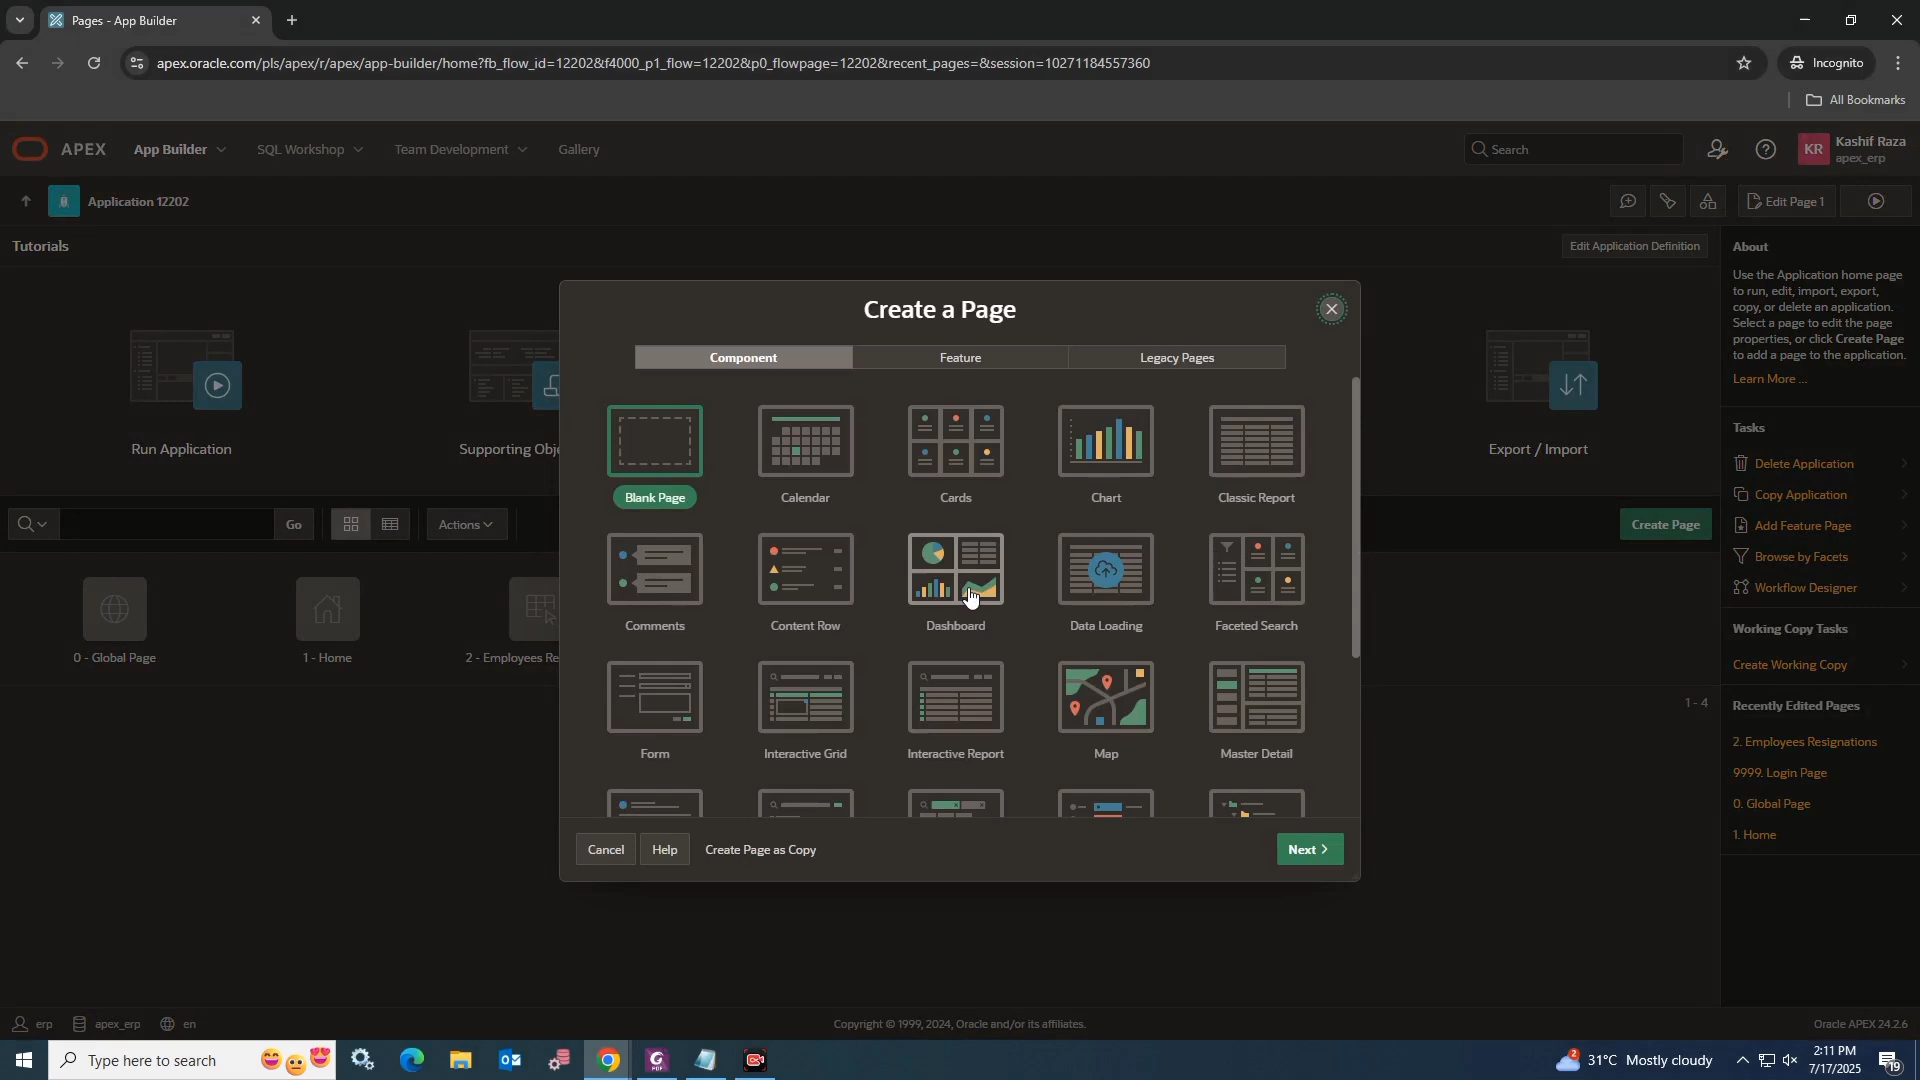 Pages - App Builder
apex.oracle.com/pls/apex/r/apex/app-builder/home?fb_flow_id=12202&f4000_p1_flow=12202&p0_flowpage=12202&recent_pages=&session=10271184557360
Incognito
All Bookmarks
APEX
App Builder
SQL Workshop
Team Development
Gallery
Search
KR
Kashif Raza
apex_erp
Application 12202
Edit Page 1
Tutorials
Edit Application Definition
Run Application
Supporting Obje
Export / Import
Go
Actions
Create Page
0 - Global Page
1 - Home
2 - Employees Re
1 - 4
Create a Page
Component
Feature
Legacy Pages
Blank Page
Calendar
Cards
Chart
Classic Report
Comments
Content Row
Dashboard
Data Loading
Faceted Search
Form
Interactive Grid
Interactive Report
Map
Master Detail
Cancel
Help
Create Page as Copy
Next
About
Use the Application home page
to run, edit, import, export,
copy, or delete an application.
Select a page to edit the page
properties, or click Create Page
to add a page to the application.
Learn More ...
Tasks
Delete Application
Copy Application
Add Feature Page
Browse by Facets
Workflow Designer
Working Copy Tasks
Create Working Copy
Recently Edited Pages
2. Employees Resignations
9999. Login Page
0. Global Page
1. Home
erp
apex_erp
en
Copyright © 1999, 2024, Oracle and/or its affiliates.
Oracle APEX 24.2.6
Type here to search
2
31°C Mostly cloudy
2:11 PM
7/17/2025
19